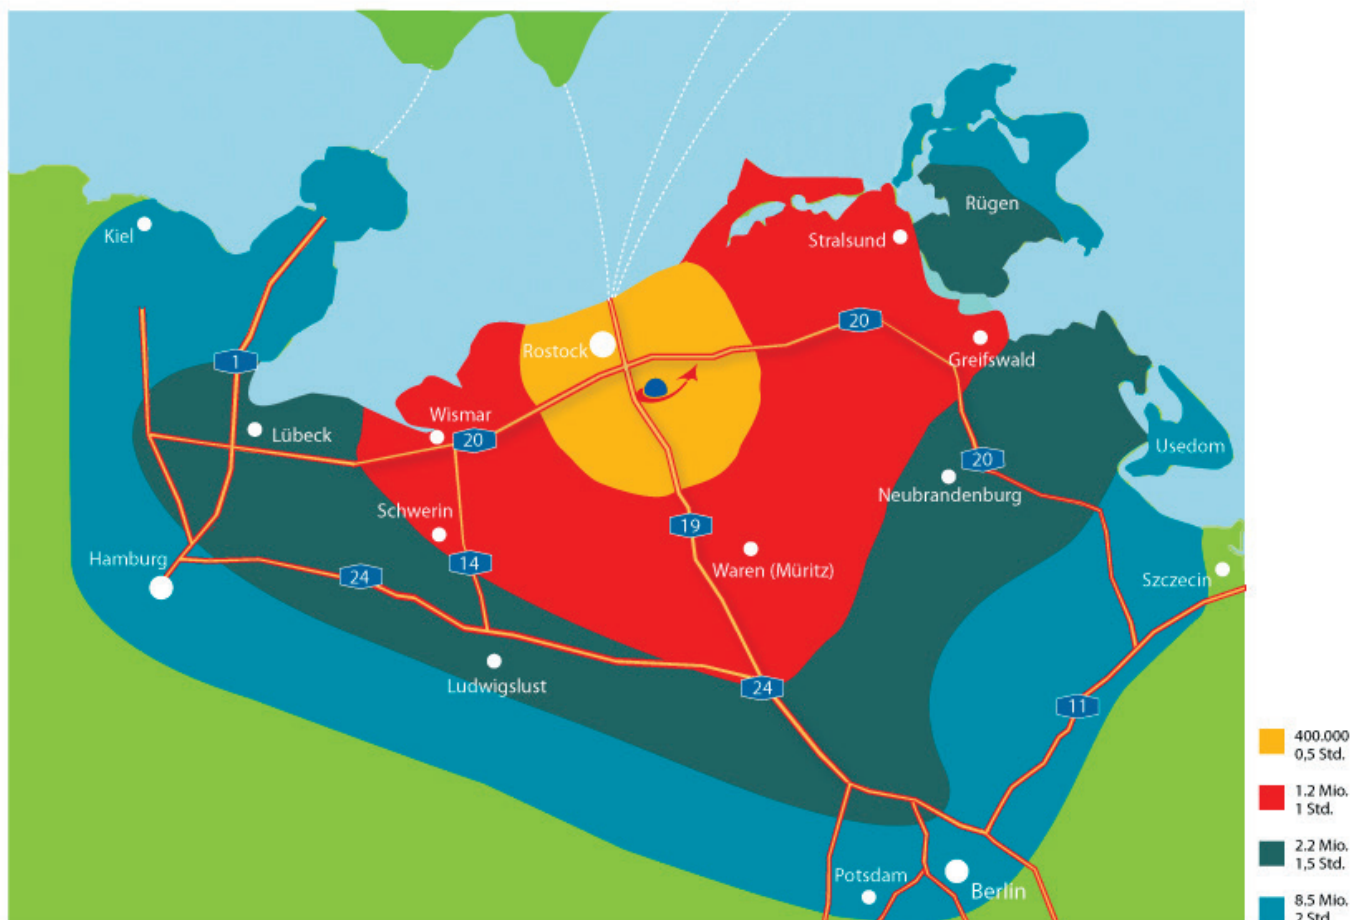 Kiel
Rügen
Stralsund
20
Rostock
1
Greifswald
Wismar
Lübeck
20
Usedom
20
Neubrandenburg
Schwerin
19
Hamburg
24
14
Waren (Müritz)
Szczecin
Ludwigslust
24
11
Potsdam
Berlin
400.000
0,5 Std.
1.2 Mio.
1 Std.
2.2 Mio.
1,5 Std.
8.5 Mio.
2 Std.